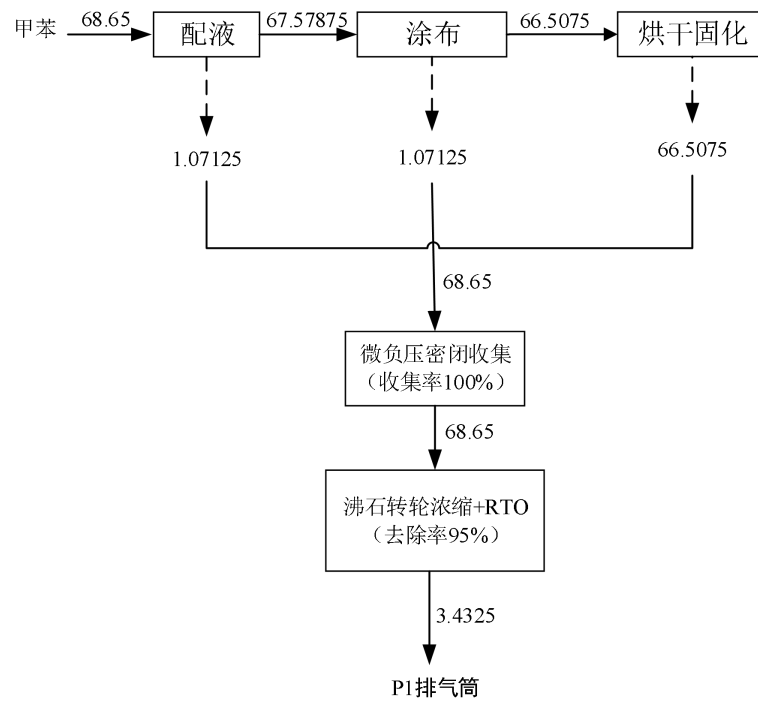 甲苯
68.65
配液
67.57875
涂布
66.5075
烘干固化
1.07125
1.07125
66.5075
68.65
微负压密闭收集
（收集率100%）
68.65
沸石转轮浓缩+RTO
（去除率95%）
3.4325
P1排气筒